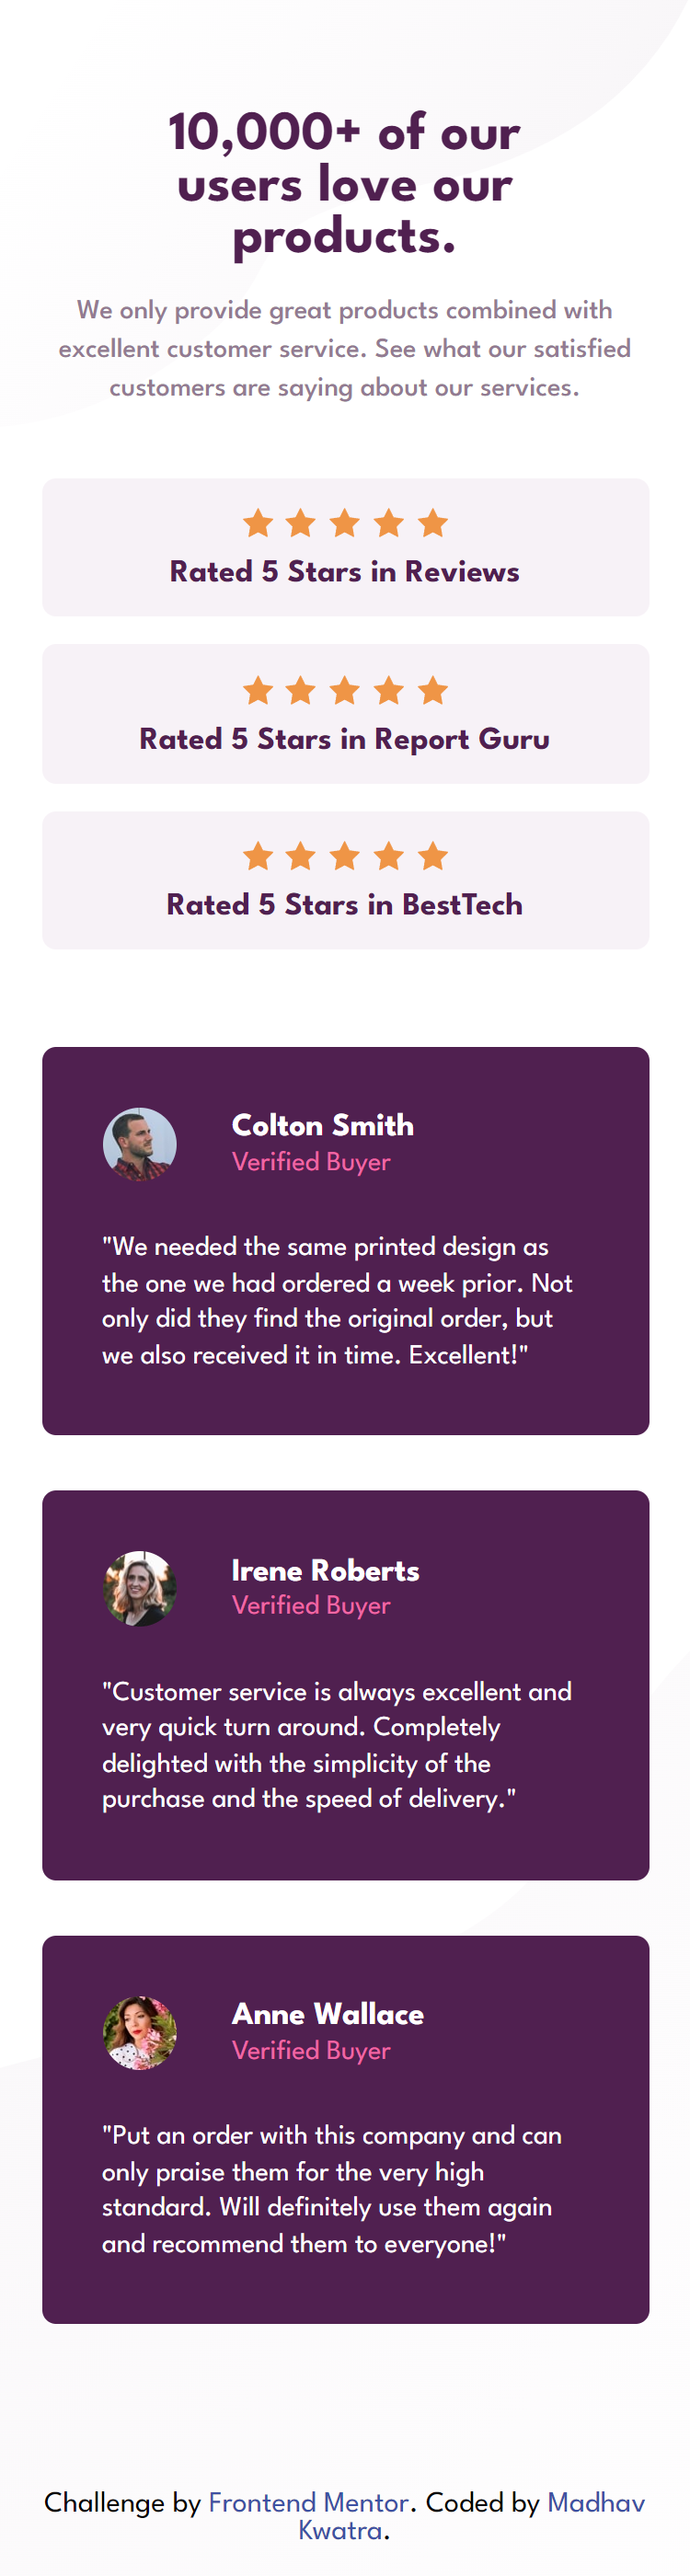 10,000+ of our
users love our
products.
We only provide great products combined with
excellent customer service. See what our satisfied
customers are saying about our services.
Rated 5 Stars in Reviews
Rated 5 Stars in Report Guru
Rated 5 Stars in BestTech
Colton Smith
Verified Buyer
"We needed the same printed design as
the one we had ordered a week prior. Not
only did they find the original order, but
we also received it in time. Excellent!"
Irene Roberts
Verified Buyer
"Customer service is always excellent and
very quick turn around. Completely
delighted with the simplicity of the
purchase and the speed of delivery."
Anne Wallace
Verified Buyer
"Put an order with this company and can
only praise them for the very high
standard. Will definitely use them again
and recommend them to everyone!"
Challenge by Frontend Mentor. Coded by Madhav
Kwatra.